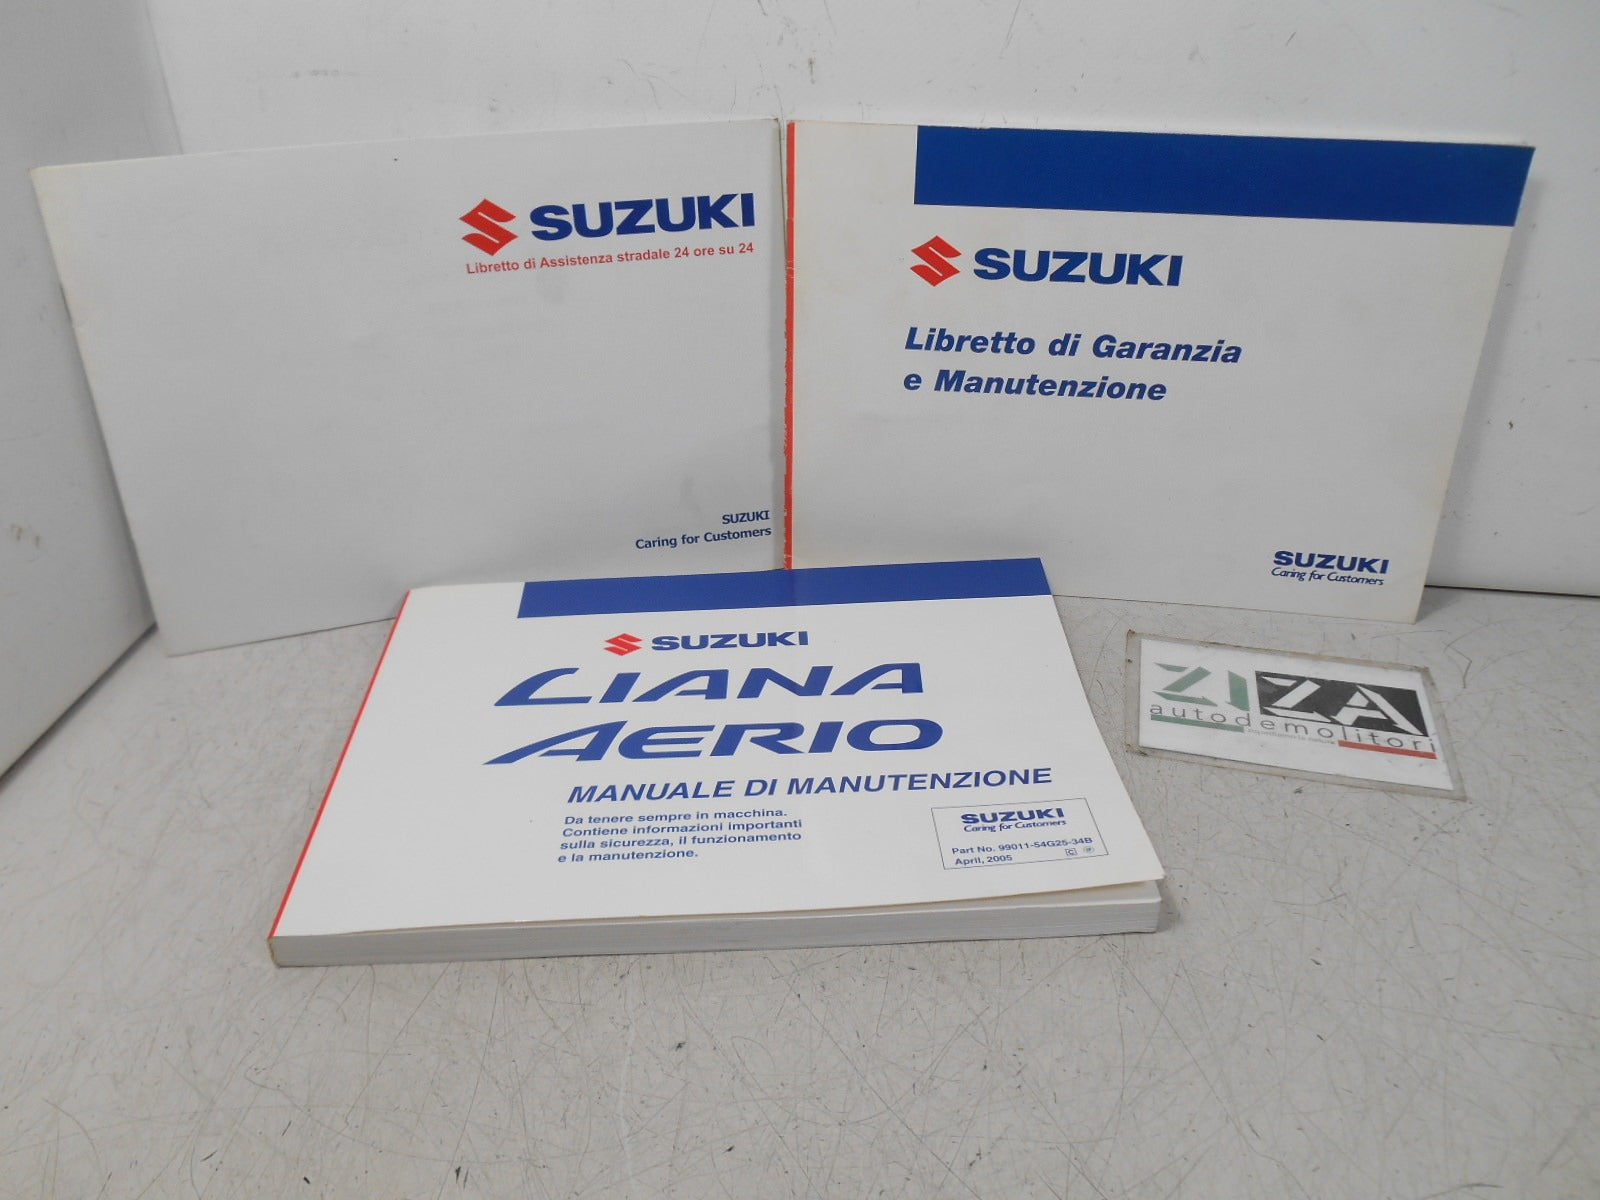 SUZUKI
Libretto di Assistenza stradale 24 ore su 24
SUZUKI
Caring for Customers
SUZUKI
Libretto di Garanzia
e Manutenzione
SUZUKI
Caring for Customers
SUZUKI
LIANA
AERIO
MANUALE DI MANUTENZIONE
Da tenere sempre in macchina.
Contiene informazioni importanti
sulla sicurezza, il funzionamento
e la manutenzione.
SUZUKI
Caring for Customers
Part No. 99011-54G25-34B
April, 2005
ZIZA
autodemolitori